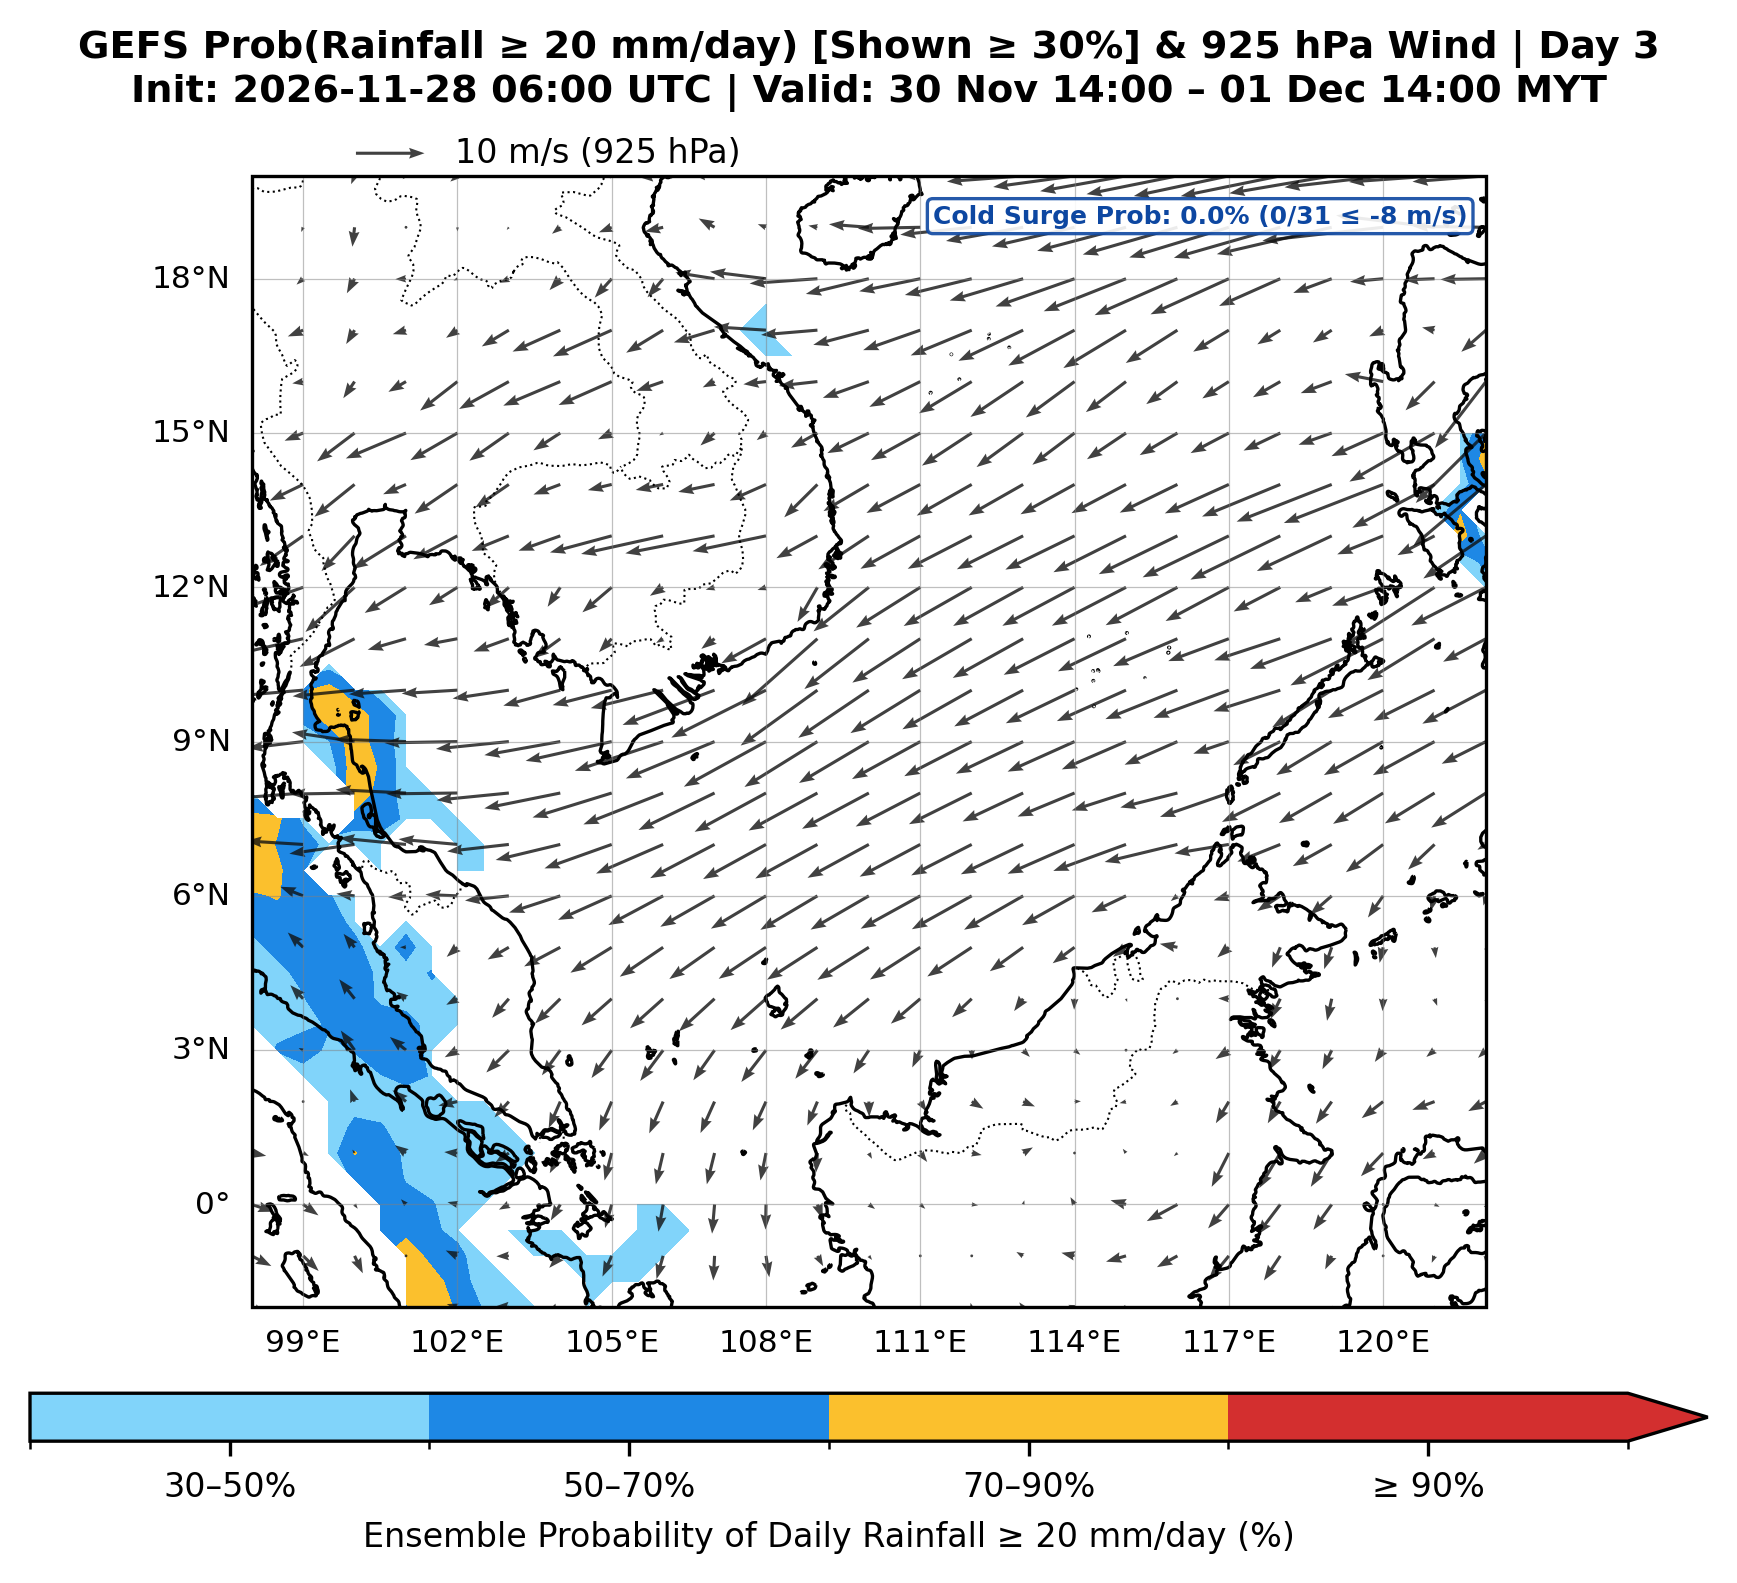 GEFS Prob(Rainfall ≥ 20 mm/day) [Shown ≥ 30%] & 925 hPa Wind | Day 3
Init: 2026-11-28 06:00 UTC | Valid: 30 Nov 14:00 – 01 Dec 14:00 MYT
10 m/s (925 hPa)
Cold Surge Prob: 0.0% (0/31 ≤ -8 m/s)
18°N
15°N
12°N
9°N
6°N
3°N
0°
99°E 102°E 105°E 108°E 111°E 114°E 117°E 120°E
30–50% 50–70% 70–90% ≥ 90%
Ensemble Probability of Daily Rainfall ≥ 20 mm/day (%)